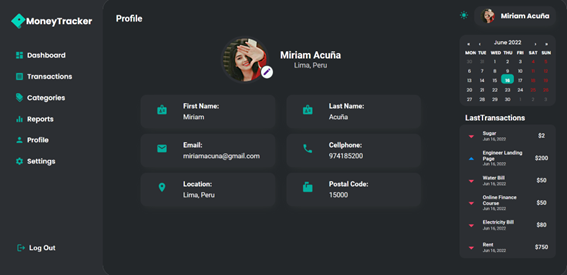 MoneyTracker
Dashboard
Transactions
Categories
Reports
Profile
Settings
Log Out
Profile
Miriam Acuña
Lima, Peru
First Name:
Miriam
Last Name:
Acuña
Email:
miriamacuna@gmail.com
Cellphone:
974185200
Location:
Lima, Peru
Postal Code:
15000
Miriam Acuña
« ‹ June 2022 › »
MON TUE WED THU FRI SAT SUN
30 31 1 2 3 4 5
6 7 8 9 10 11 12
13 14 15 16 17 18 19
20 21 22 23 24 25 26
27 28 29 30 1 2 3
LastTransactions
Sugar
Jun 16, 2022
$2
Engineer Landing
Page
Jun 16, 2022
$200
Water Bill
Jun 16, 2022
$50
Online Finance
Course
Jun 16, 2022
$50
Electricity Bill
Jun 16, 2022
$80
Rent
Jun 16, 2022
$750